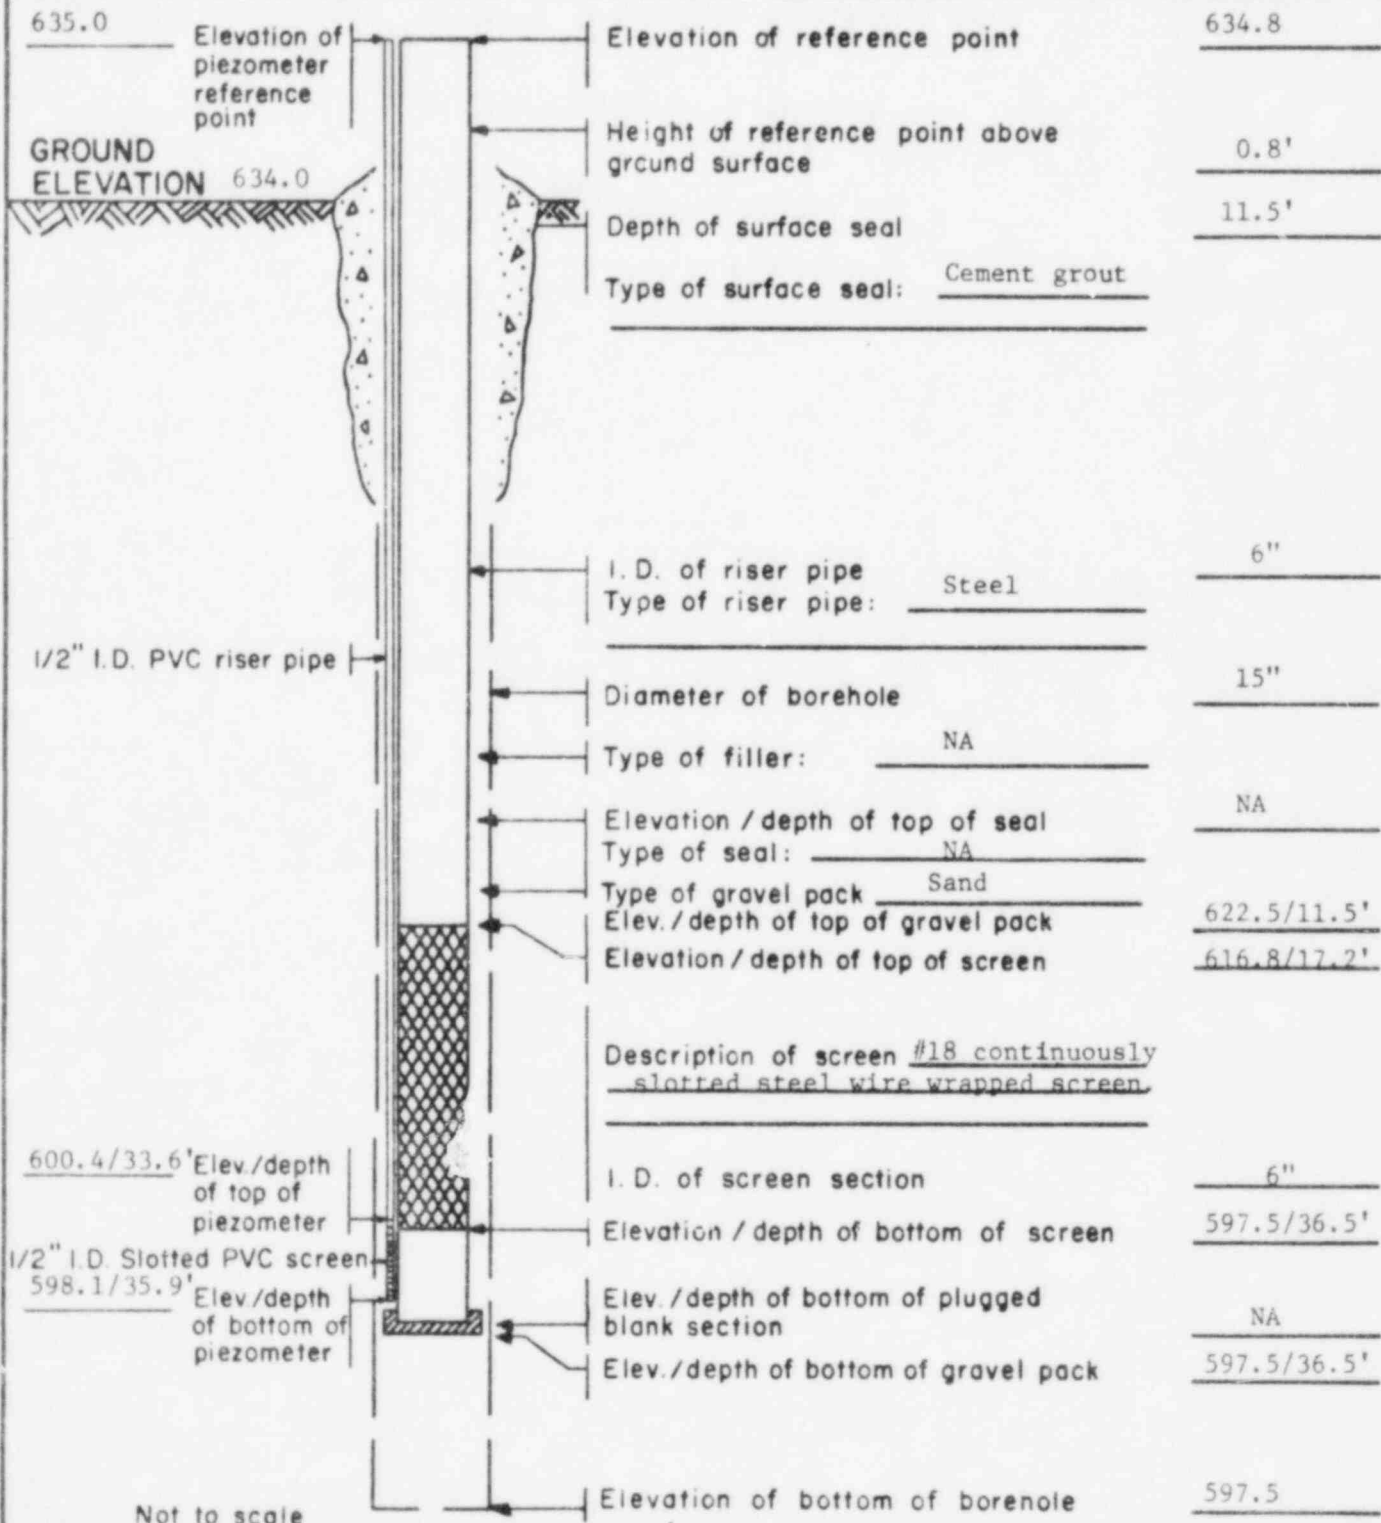 635.0 Elevation of piezometer reference point
Elevation of reference point 634.8
Height of reference point above grcund surface 0.8'
GROUND ELEVATION 634.0
Depth of surface seal 11.5'
Type of surface seal: Cement grout
I.D. of riser pipe 6"
Type of riser pipe: Steel
1/2" I.D. PVC riser pipe
Diameter of borehole 15"
Type of filler: NA
Elevation / depth of top of seal NA
Type of seal: NA
Type of gravel pack Sand
Elev./depth of top of gravel pack 622.5/11.5'
Elevation / depth of top of screen 616.8/17.2'
Description of screen #18 continuously
slotted steel wire wrapped screen.
600.4/33.6' Elev./depth of top of piezometer
I.D. of screen section 6"
Elevation / depth of bottom of screen 597.5/36.5'
1/2" I.D. Slotted PVC screen
598.1/35.9' Elev./depth of bottom of piezometer
Elev./depth of bottom of plugged blank section NA
Elev./depth of bottom of gravel pack 597.5/36.5'
Not to scale
Elevation of bottom of borenole 597.5